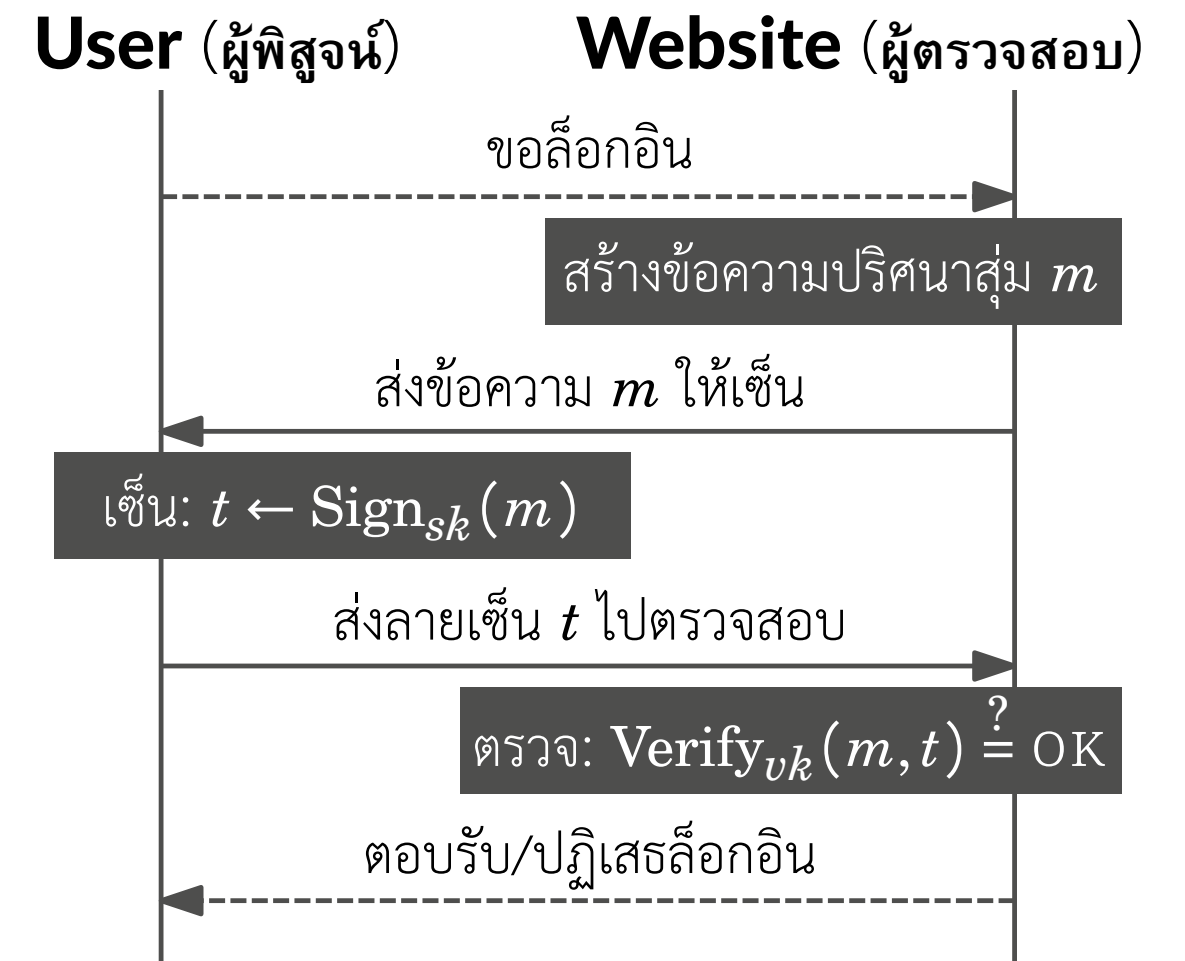 User (ผู้พิสูจน์)
Website (ผู้ตรวจสอบ)
ขอล็อกอิน
สร้างข้อความปริศนาสุ่ม m
ส่งข้อความ m ให้เซ็น
เซ็น: t ← Sign_sk(m)
ส่งลายเซ็น t ไปตรวจสอบ
ตรวจ: Verify_vk(m, t) ≟ OK
ตอบรับ/ปฏิเสธล็อกอิน